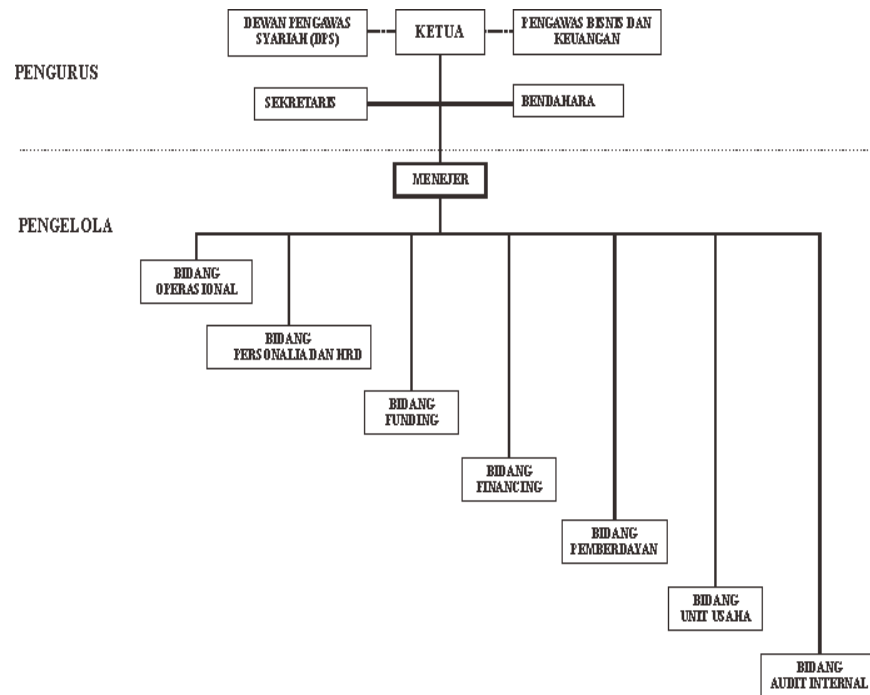 DEWAN PENGAWAS
SYARIAH (DPS)
KETUA
PENGAWAS BISNIS DAN
KEUANGAN
PENGURUS
SEKRETARIS
BENDAHARA
MENEJER
PENGELOLA
BIDANG
OPERASIONAL
BIDANG
PERSONALIA DAN HRD
BIDANG
FUNDING
BIDANG
FINANCING
BIDANG
PEMBERDAYAN
BIDANG
UNIT USAHA
BIDANG
AUDIT INTERNAL